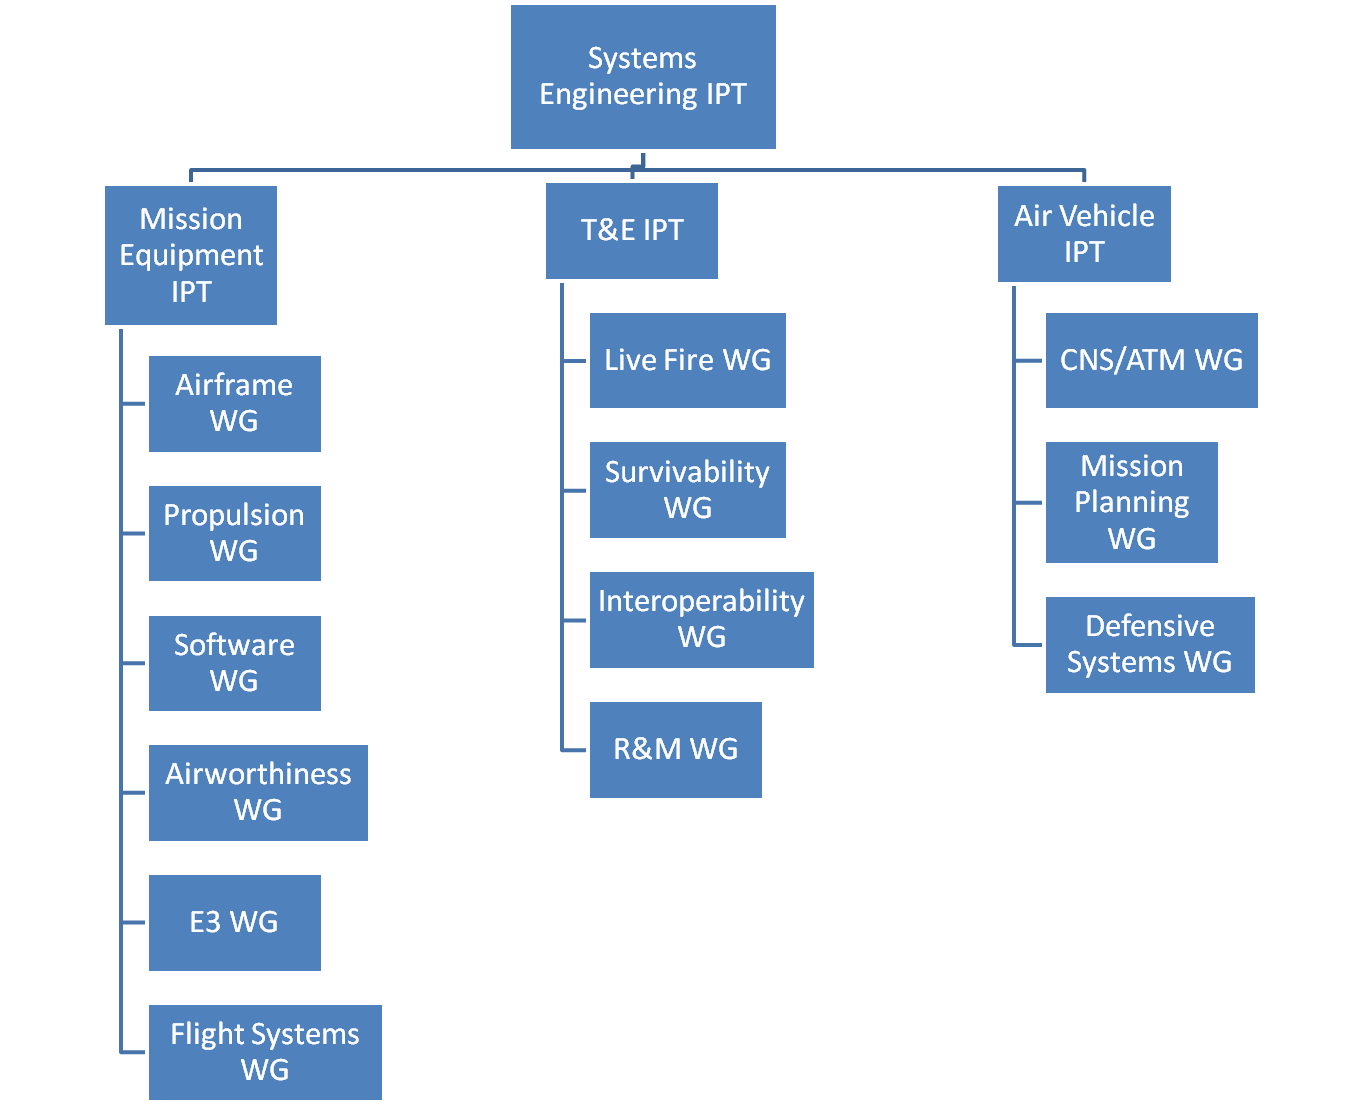 Systems
Engineering IPT
Mission
Equipment
IPT
Airframe
WG
Propulsion
WG
Software
WG
Airworthiness
WG
E3 WG
Flight Systems
WG
T&E IPT
Live Fire WG
Survivability
WG
Interoperability
WG
R&M WG
Air Vehicle
IPT
CNS/ATM WG
Mission
Planning
WG
Defensive
Systems WG